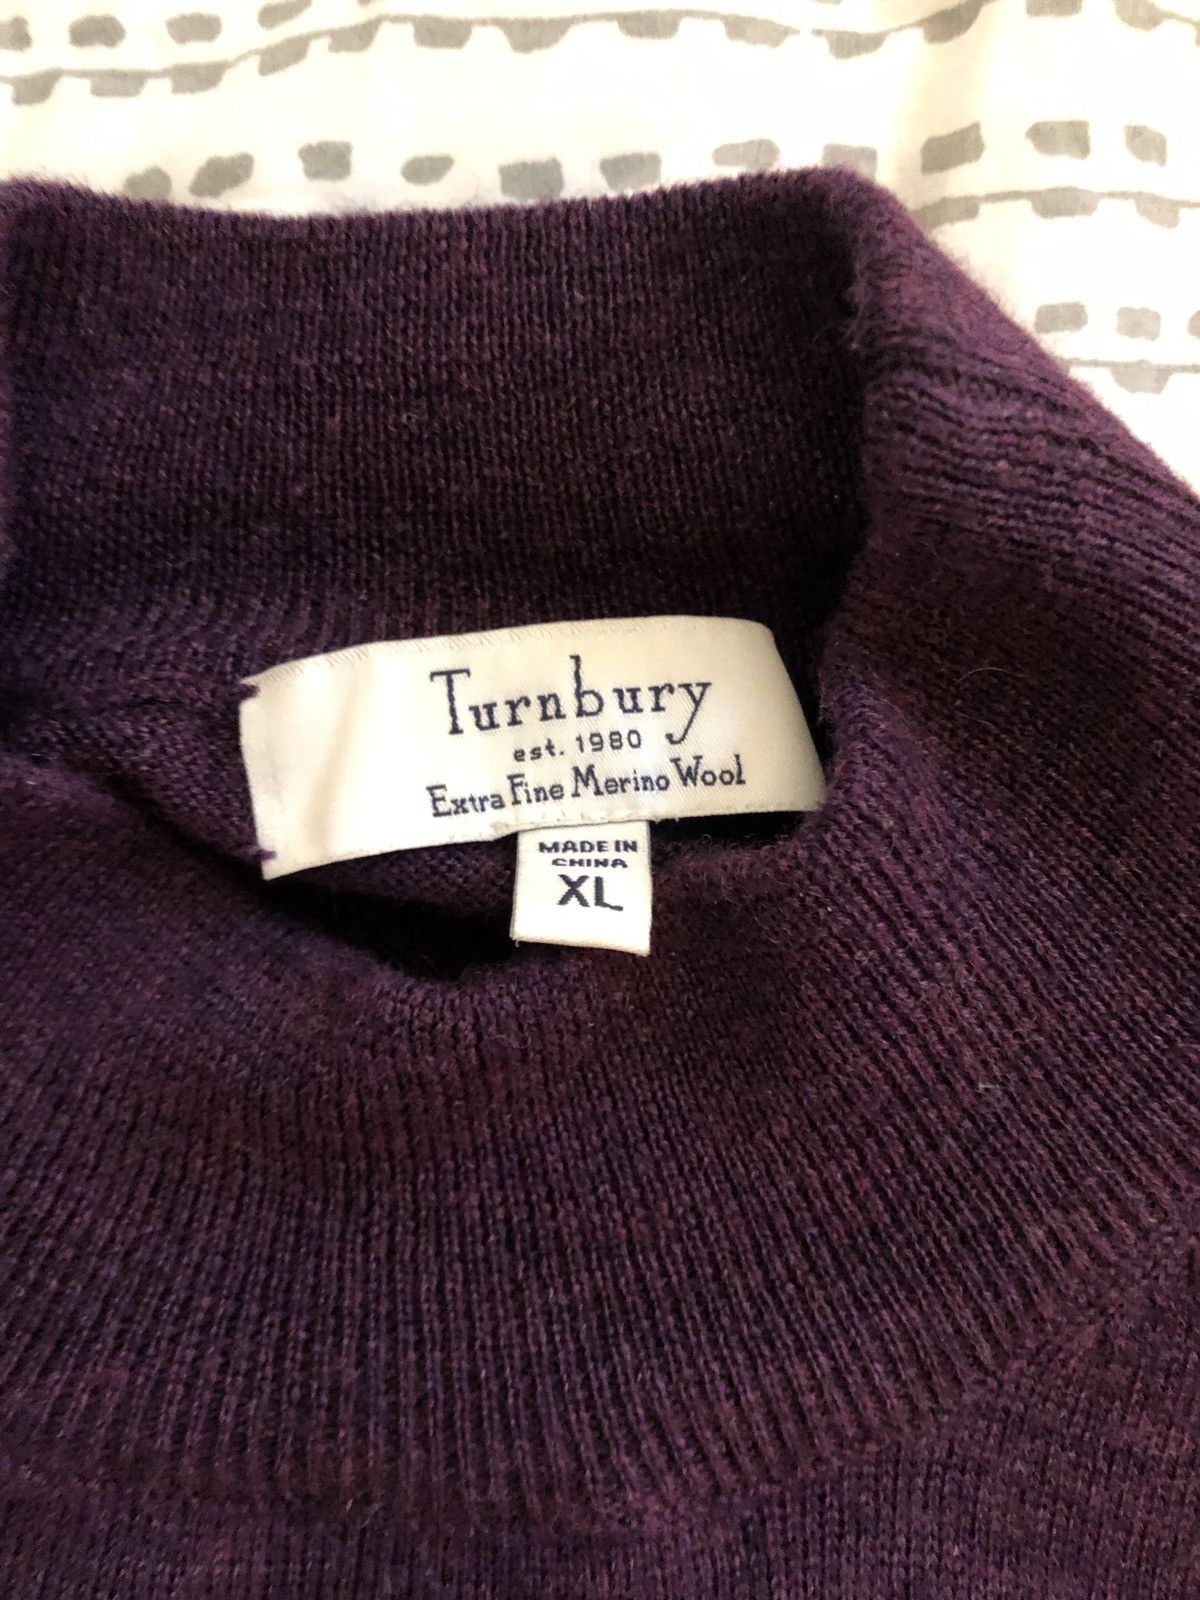 Turnbury
est. 1980
Extra Fine Merino Wool
MADE IN
CHINA
XL